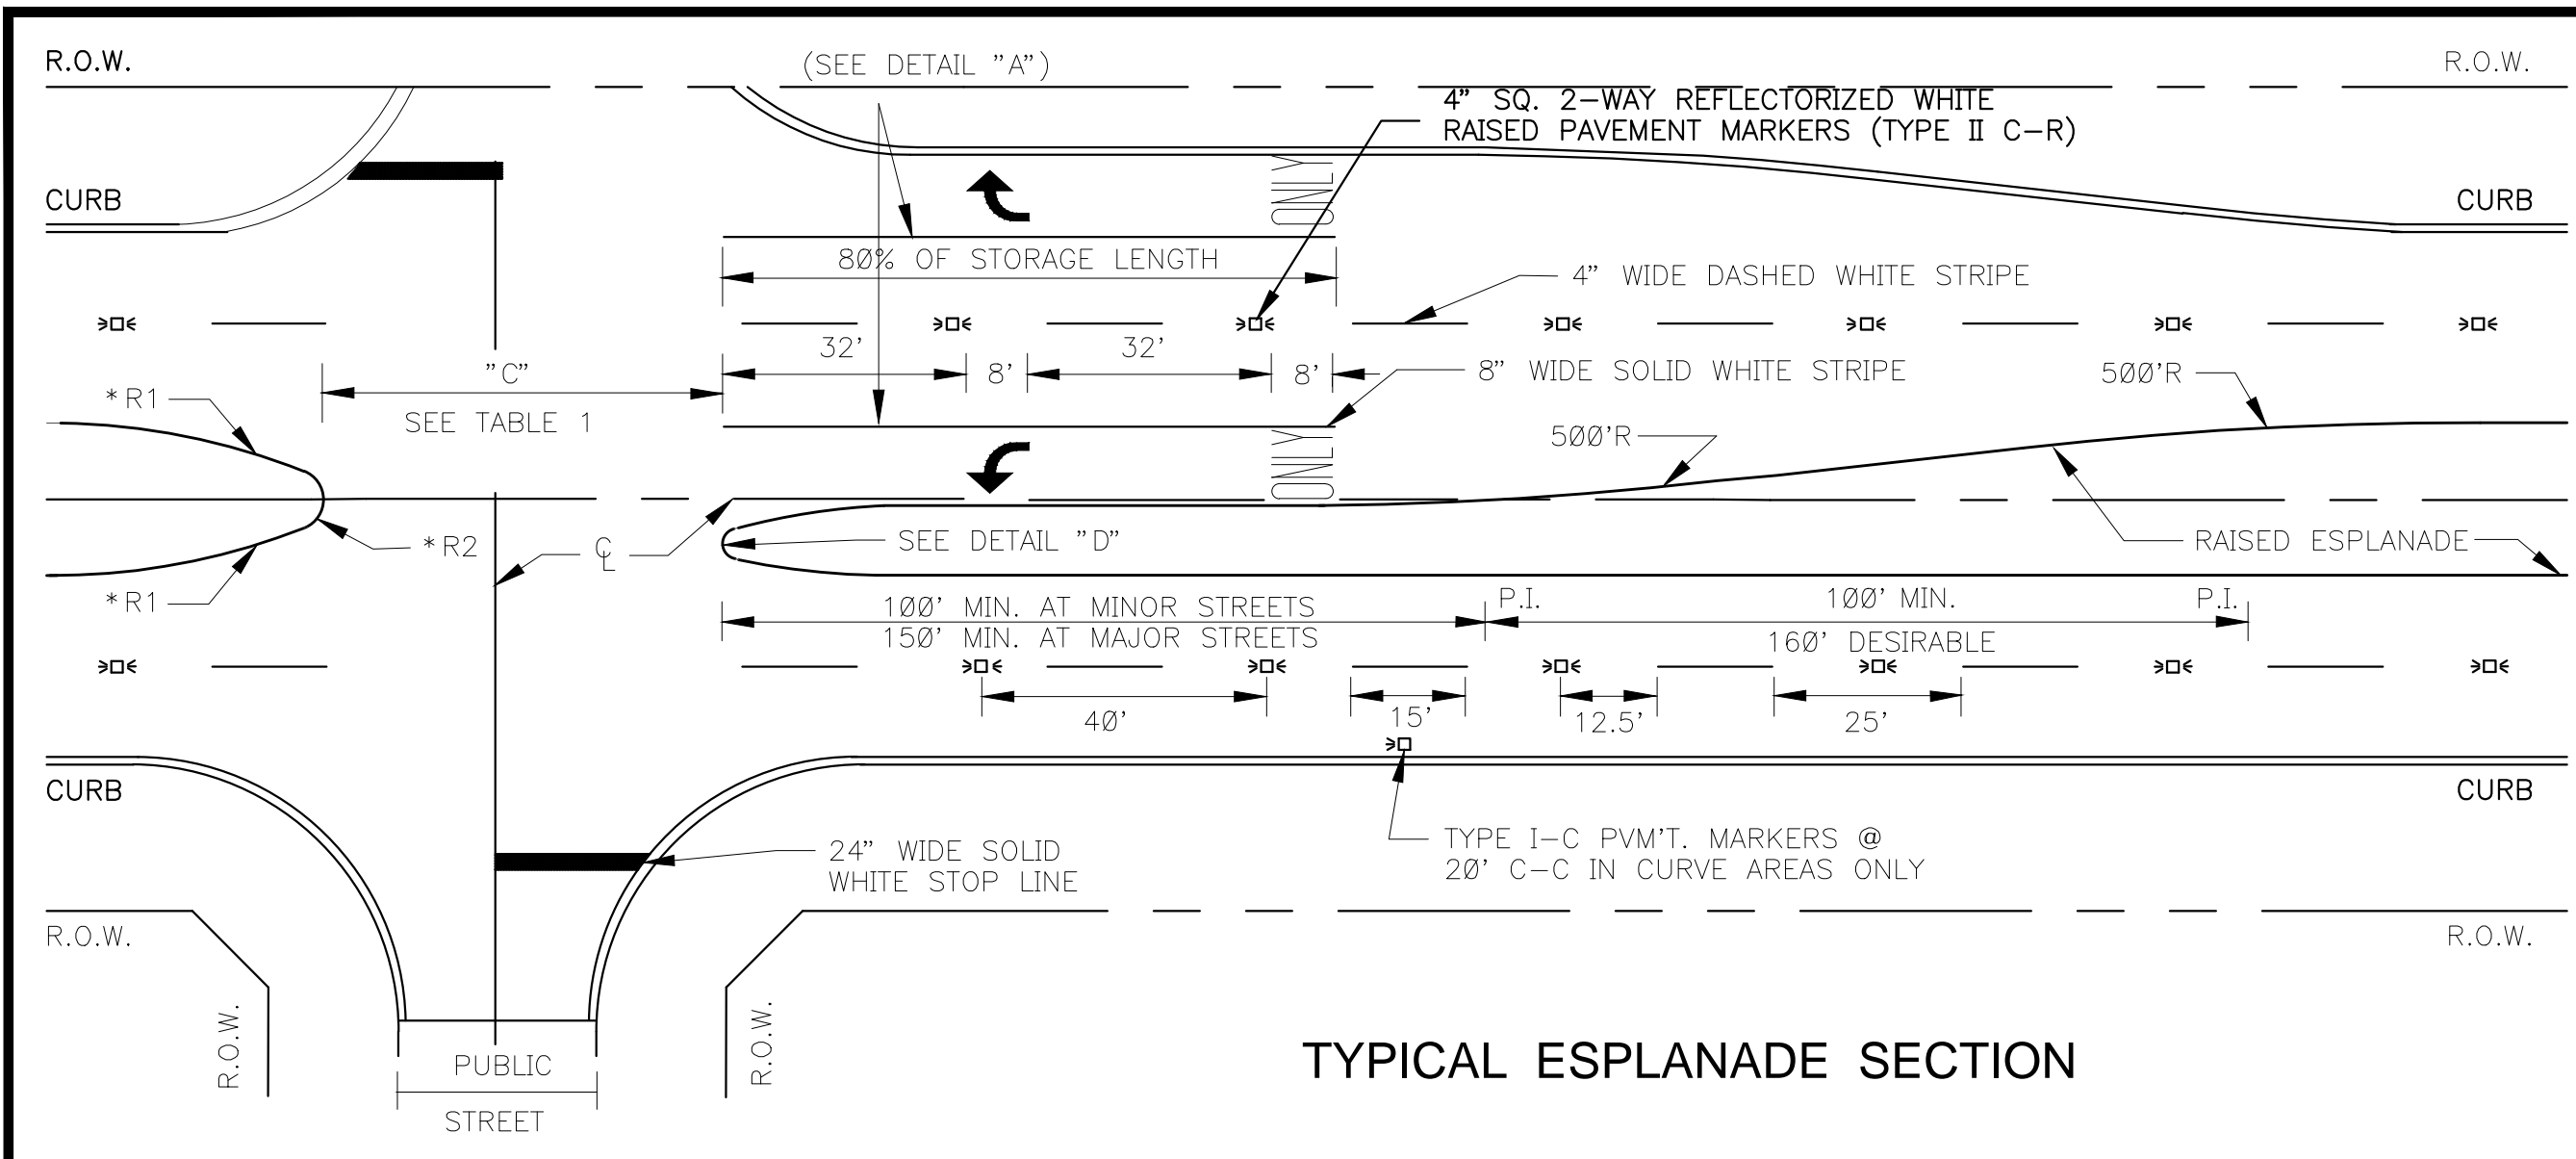 R.O.W.
(SEE DETAIL "A")
R.O.W.
4" SQ. 2-WAY REFLECTORIZED WHITE
RAISED PAVEMENT MARKERS (TYPE II C-R)
CURB
ONLY
CURB
80% OF STORAGE LENGTH
4" WIDE DASHED WHITE STRIPE
32'
8'
32'
8'
"C"
SEE TABLE 1
8" WIDE SOLID WHITE STRIPE
500'R
*R1
500'R
ONLY
*R2
℄
SEE DETAIL "D"
RAISED ESPLANADE
*R1
100' MIN. AT MINOR STREETS
150' MIN. AT MAJOR STREETS
P.I.
100' MIN.
P.I.
160' DESIRABLE
40'
15'
12.5'
25'
CURB
CURB
TYPE I-C PVM'T. MARKERS @
20' C-C IN CURVE AREAS ONLY
24" WIDE SOLID
WHITE STOP LINE
R.O.W.
R.O.W.
R.O.W.
R.O.W.
PUBLIC
STREET
TYPICAL ESPLANADE SECTION